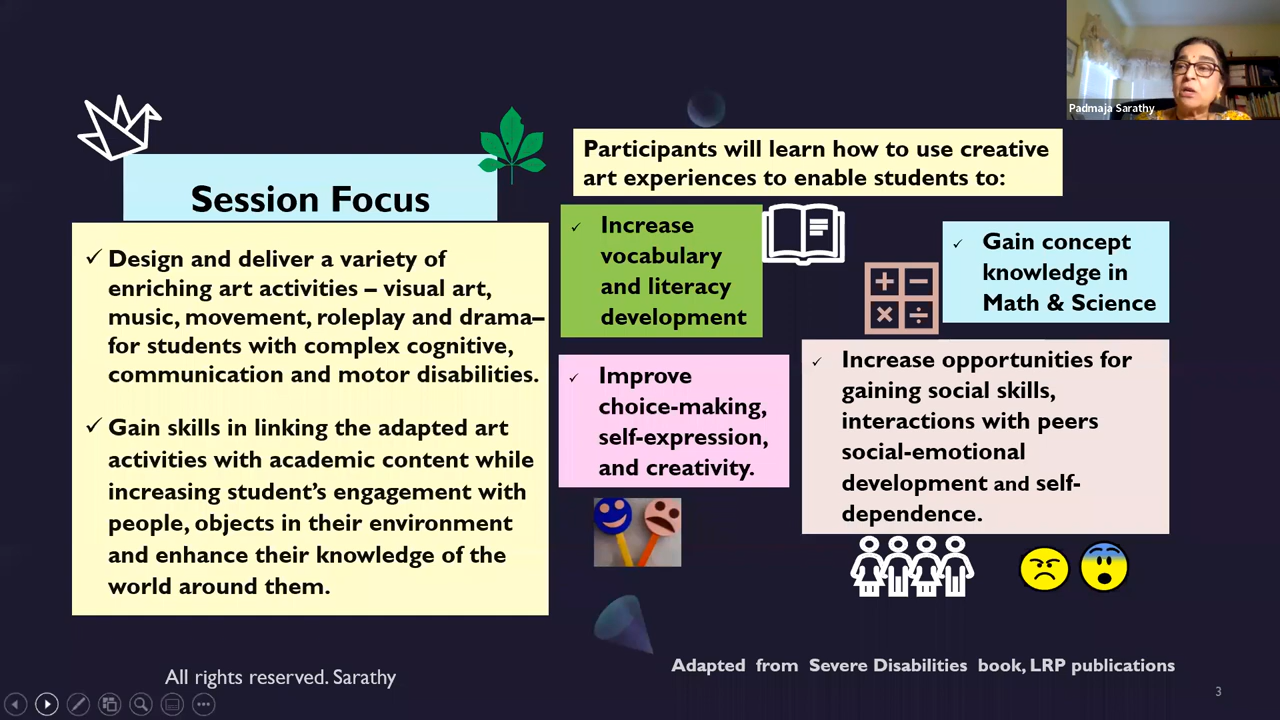 Padmaja Sarathy
Session Focus
✓ Design and deliver a variety of
enriching art activities – visual art,
music, movement, roleplay and drama–
for students with complex cognitive,
communication and motor disabilities.
✓ Gain skills in linking the adapted art
activities with academic content while
increasing student’s engagement with
people, objects in their environment
and enhance their knowledge of the
world around them.
Participants will learn how to use creative
art experiences to enable students to:
✓ Increase
vocabulary
and literacy
development
✓ Gain concept
knowledge in
Math & Science
✓ Improve
choice-making,
self-expression,
and creativity.
✓ Increase opportunities for
gaining social skills,
interactions with peers
social-emotional
development and self-
dependence.
All rights reserved. Sarathy
Adapted from Severe Disabilities book, LRP publications
3